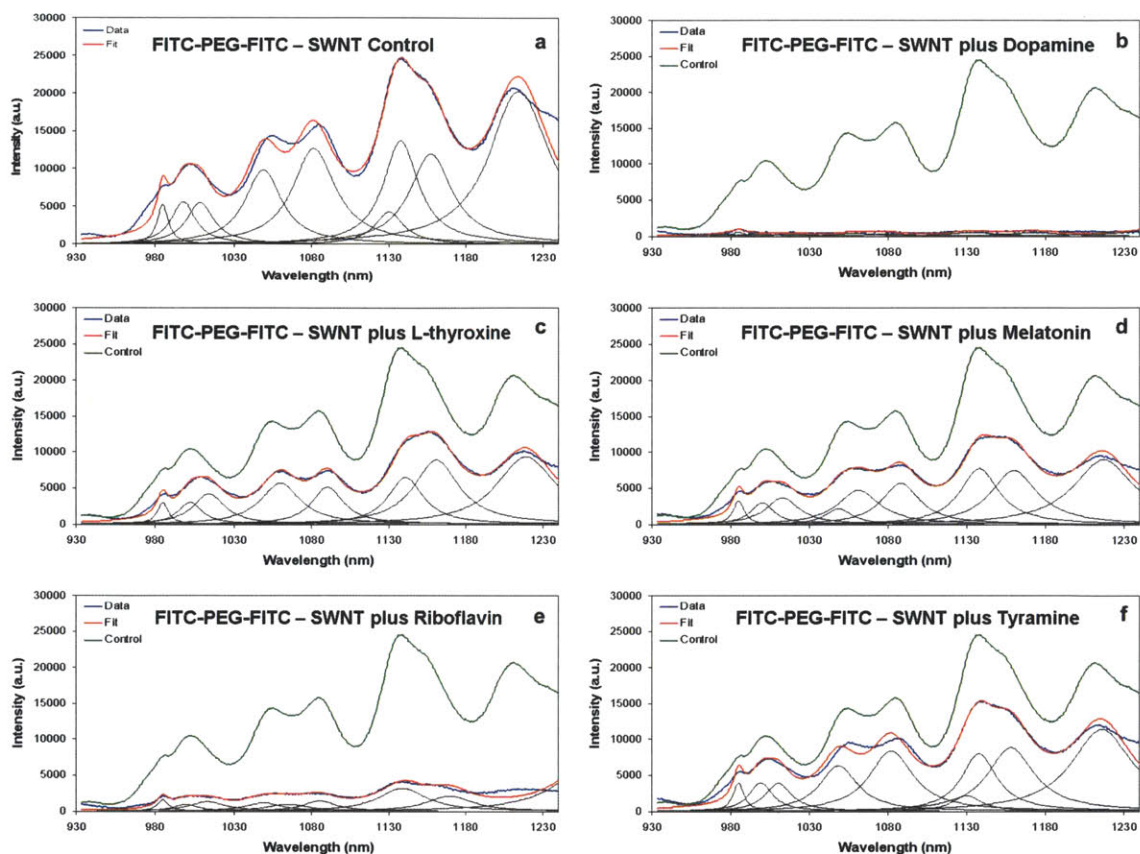 FITC-PEG-FITC – SWNT Control
a
Data
Fit
Intensity (a.u.)
30000
25000
20000
15000
10000
5000
0
930 980 1030 1080 1130 1180 1230
Wavelength (nm)
FITC-PEG-FITC – SWNT plus Dopamine
b
Data
Fit
Control
Intensity (a.u.)
30000
25000
20000
15000
10000
5000
0
930 980 1030 1080 1130 1180 1230
Wavelength (nm)
FITC-PEG-FITC – SWNT plus L-thyroxine
c
Data
Fit
Control
Intensity (a.u.)
30000
25000
20000
15000
10000
5000
0
930 980 1030 1080 1130 1180 1230
Wavelength (nm)
FITC-PEG-FITC – SWNT plus Melatonin
d
Data
Fit
Control
Intensity (a.u.)
30000
25000
20000
15000
10000
5000
0
930 980 1030 1080 1130 1180 1230
Wavelength (nm)
FITC-PEG-FITC – SWNT plus Riboflavin
e
Data
Fit
Control
Intensity (a.u.)
30000
25000
20000
15000
10000
5000
0
930 980 1030 1080 1130 1180 1230
Wavelength (nm)
FITC-PEG-FITC – SWNT plus Tyramine
f
Data
Fit
Control
Intensity (a.u.)
30000
25000
20000
15000
10000
5000
0
930 980 1030 1080 1130 1180 1230
Wavelength (nm)